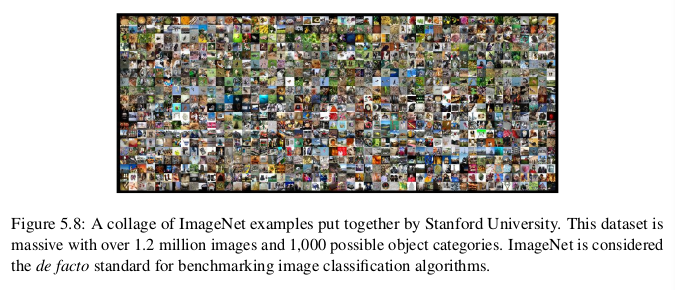 Figure 5.8: A collage of ImageNet examples put together by Stanford University. This dataset is
massive with over 1.2 million images and 1,000 possible object categories. ImageNet is considered
the de facto standard for benchmarking image classification algorithms.